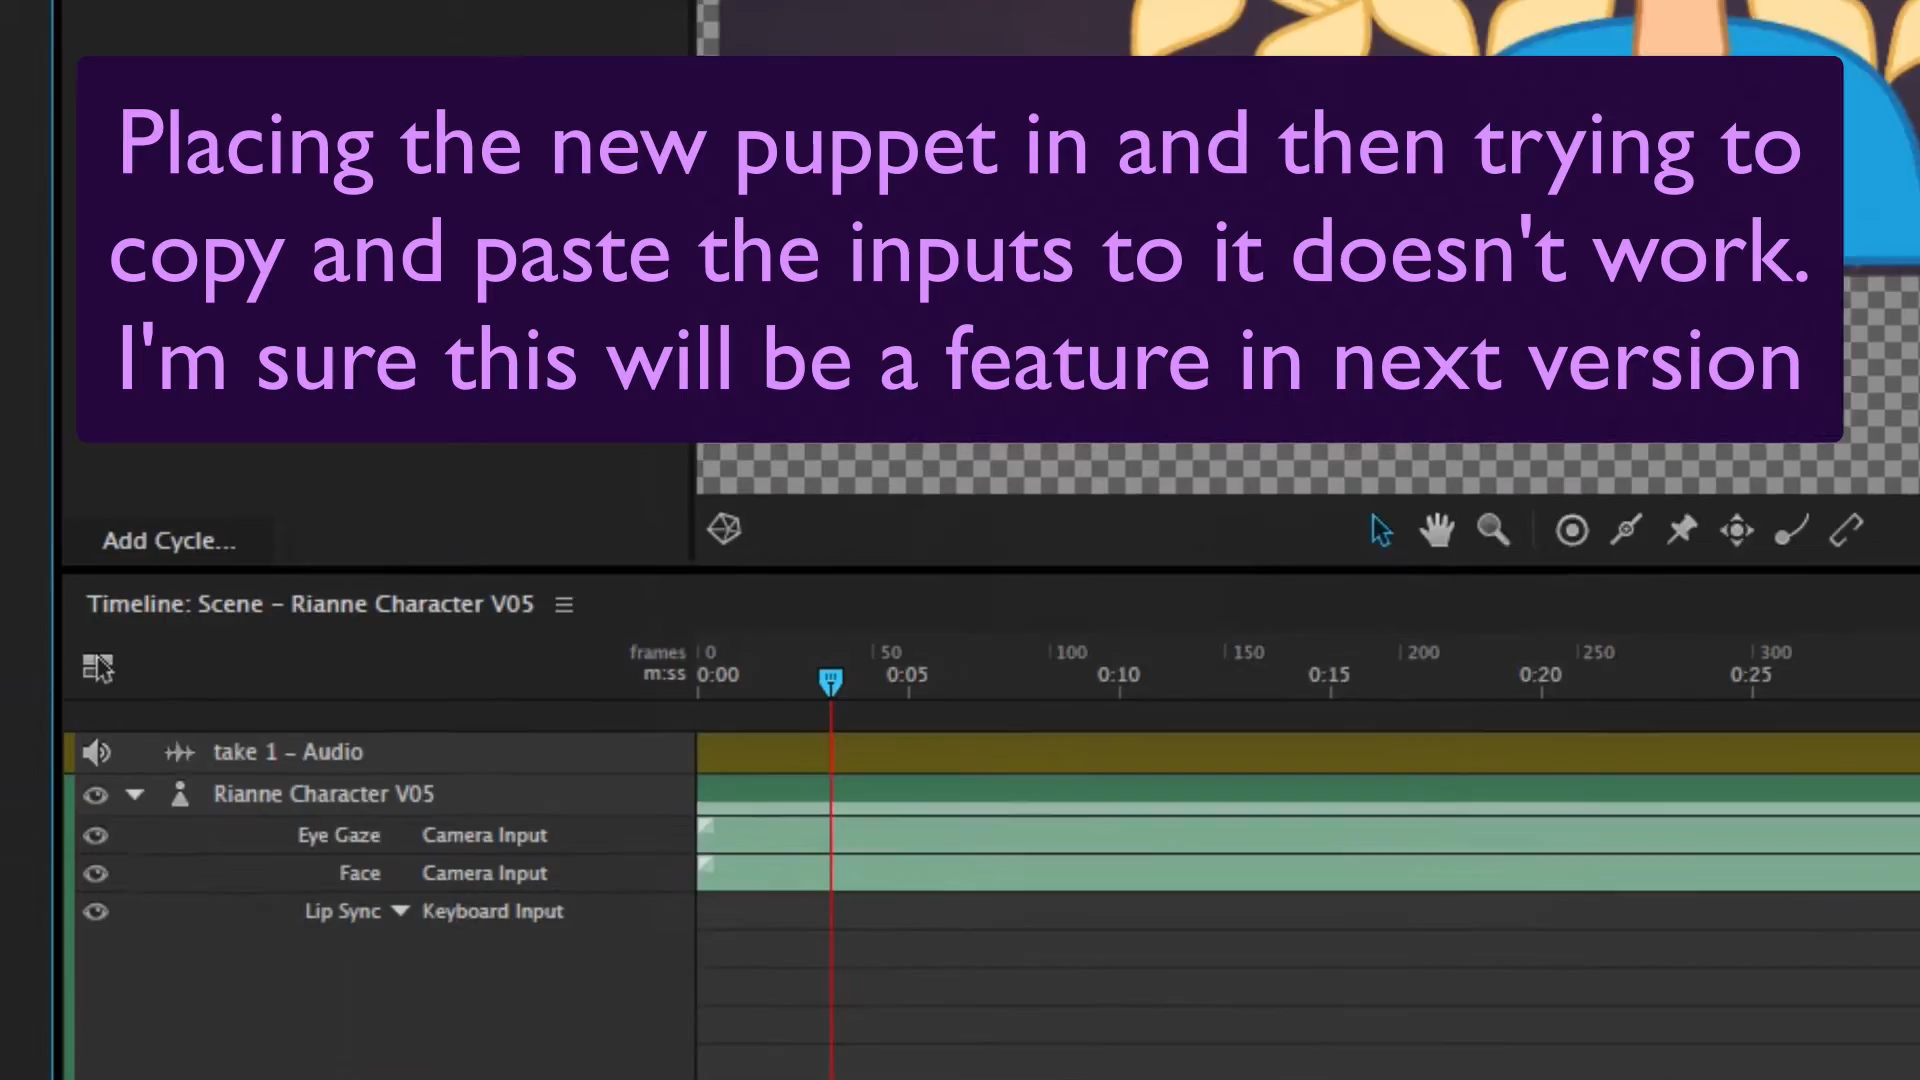 Placing the new puppet in and then trying to
copy and paste the inputs to it doesn't work.
I'm sure this will be a feature in next version
Add Cycle...
Timeline: Scene – Rianne Character V05
frames 0 50 100 150 200 250 300
m:ss 0:00 0:05 0:10 0:15 0:20 0:25
take 1 – Audio
Rianne Character V05
Eye Gaze Camera Input
Face Camera Input
Lip Sync Keyboard Input